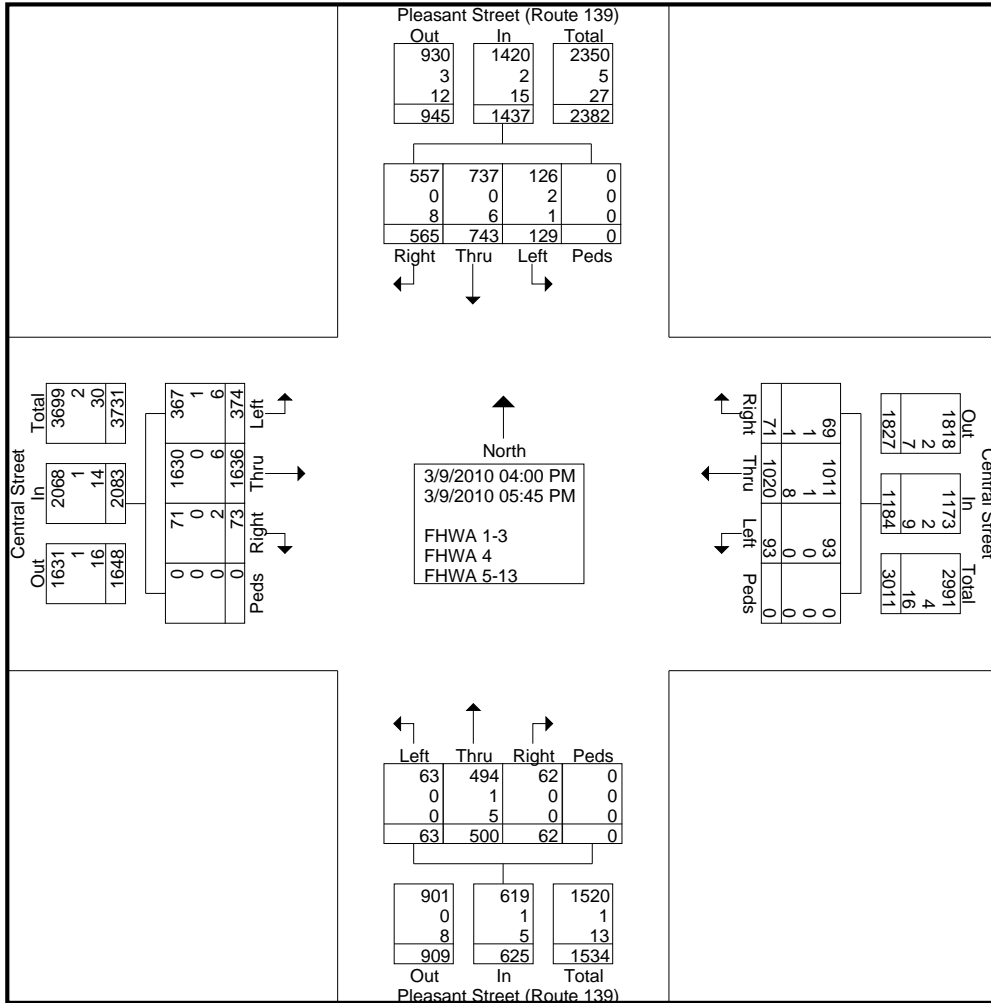 Pleasant Street (Route 139)
Out In Total
930 1420 2350
3 2 5
12 15 27
945 1437 2382
557 737 126 0
0 0 2 0
8 6 1 0
565 743 129 0
Right Thru Left Peds
Central Street
Total In Out
3699 2068 1631
2 1 1
30 14 16
3731 2083 1648
367 1630 71 0
1 0 0 0
6 6 2 0
374 1636 73 0
Left Thru Right Peds
North
3/9/2010 04:00 PM
3/9/2010 05:45 PM
FHWA 1-3
FHWA 4
FHWA 5-13
Right Thru Left Peds
71 1020 93 0
1 8 0 0
1 1 0 0
69 1011 93 0
Out In Total
1827 1184 3011
7 9 16
2 2 4
1818 1173 2991
Central Street
Left Thru Right Peds
63 494 62 0
0 1 0 0
0 5 0 0
63 500 62 0
901 619 1520
0 1 1
8 5 13
909 625 1534
Out In Total
Pleasant Street (Route 139)